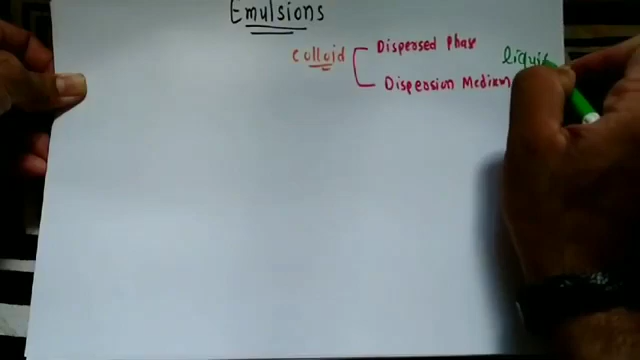 Emulsions
Colloid
Dispersed Phase
Dispersion Medium